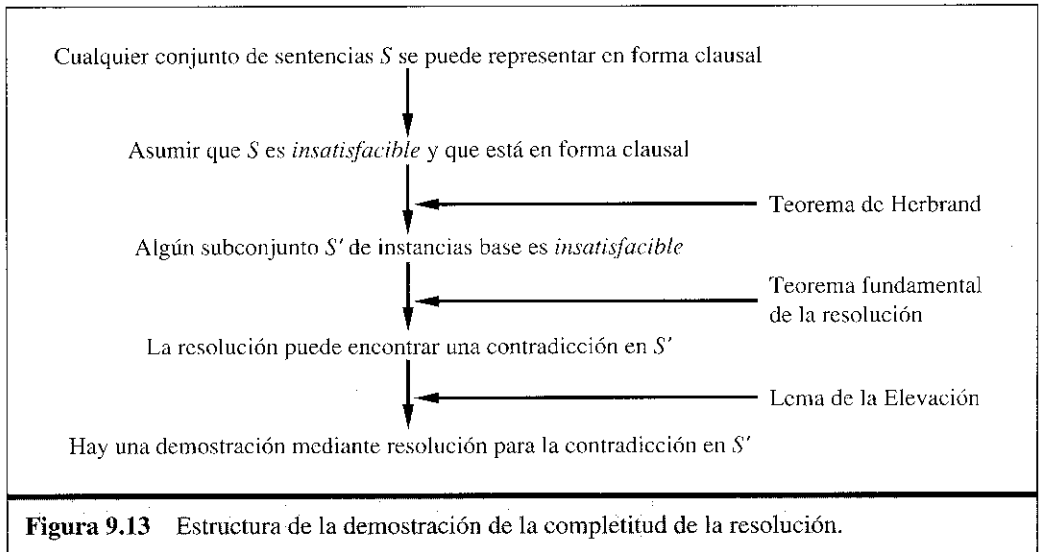 Cualquier conjunto de sentencias S se puede representar en forma clausal
Asumir que S es insatisfacible y que está en forma clausal
Teorema de Herbrand
Algún subconjunto S' de instancias base es insatisfacible
Teorema fundamental
de la resolución
La resolución puede encontrar una contradicción en S'
Lema de la Elevación
Hay una demostración mediante resolución para la contradicción en S'
Figura 9.13 Estructura de la demostración de la completitud de la resolución.